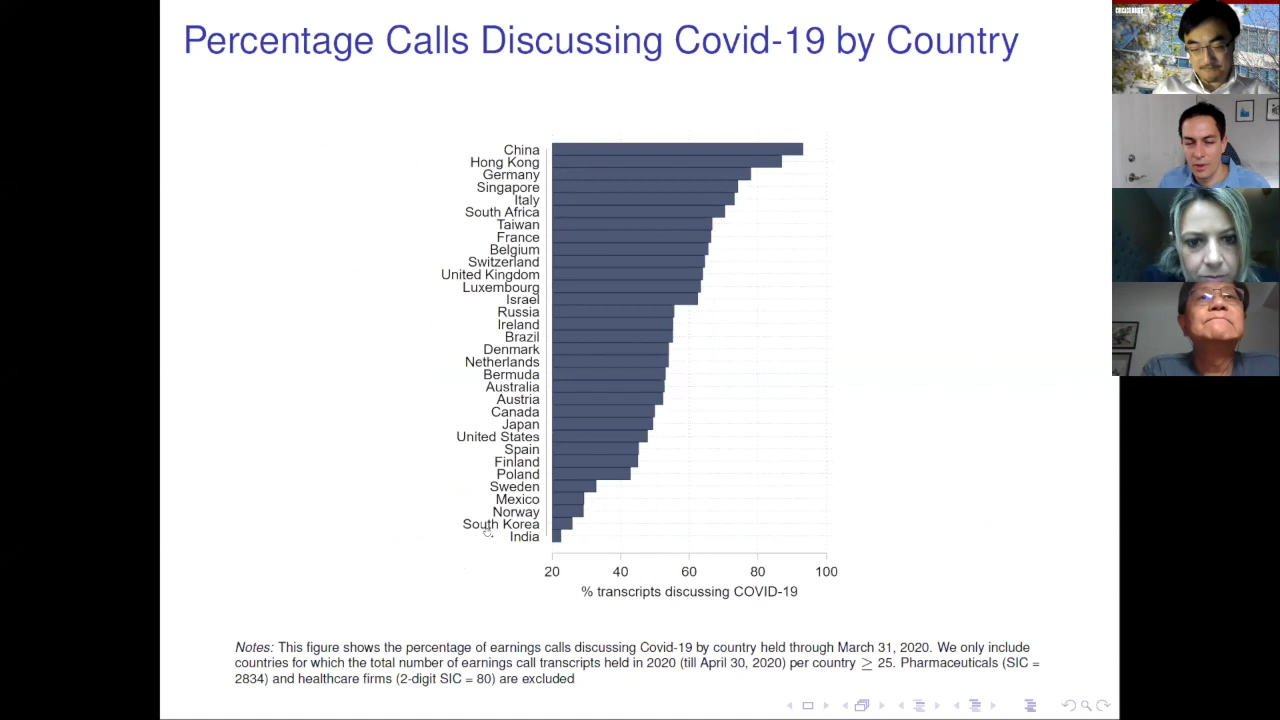 Percentage Calls Discussing Covid-19 by Country
China
Hong Kong
Germany
Singapore
Italy
South Africa
Taiwan
France
Belgium
Switzerland
United Kingdom
Luxembourg
Israel
Russia
Ireland
Brazil
Denmark
Netherlands
Bermuda
Australia
Austria
Canada
Japan
United States
Spain
Finland
Poland
Sweden
Mexico
Norway
South Korea
India
20 40 60 80 100
% transcripts discussing COVID-19
Notes: This figure shows the percentage of earnings calls discussing Covid-19 by country held through March 31, 2020. We only include
countries for which the total number of earnings call transcripts held in 2020 (till April 30, 2020) per country ≥ 25. Pharmaceuticals (SIC =
2834) and healthcare firms (2-digit SIC = 80) are excluded